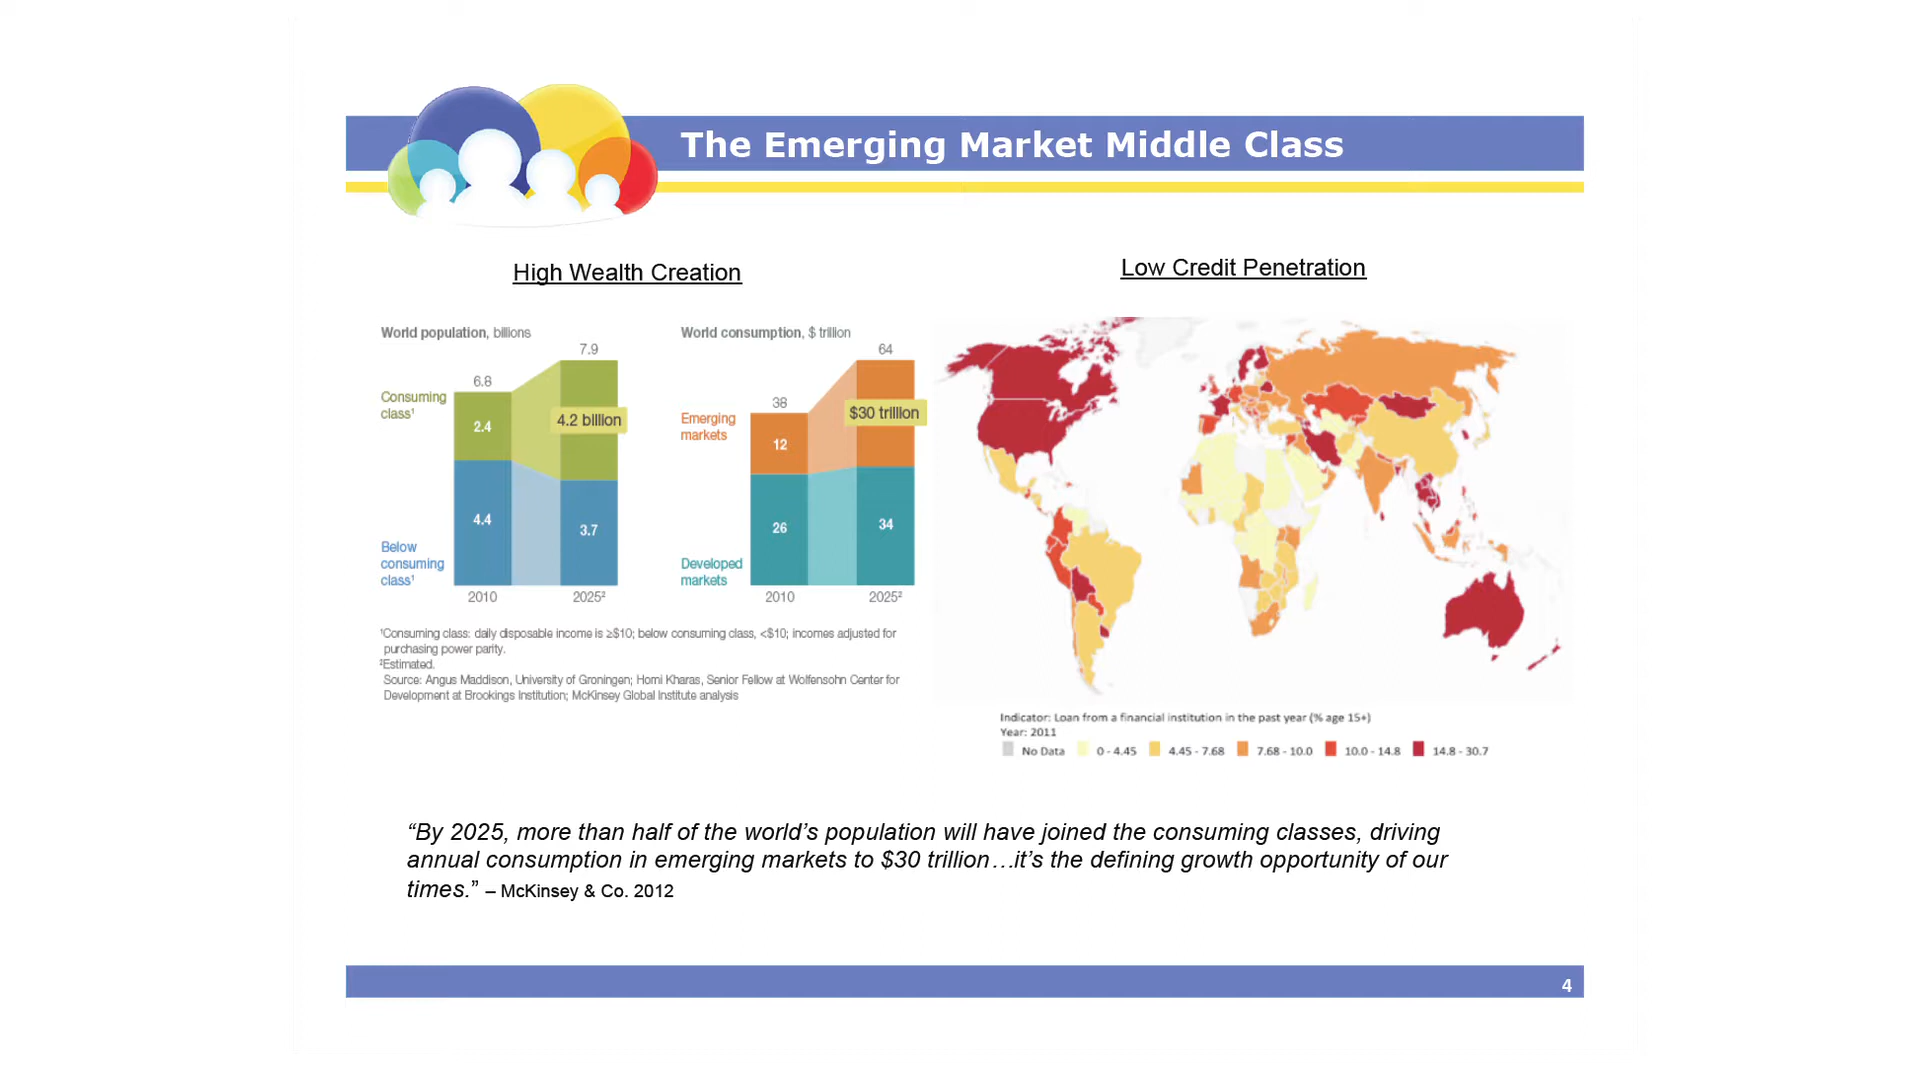 The Emerging Market Middle Class
High Wealth Creation
World population, billions
6.8
7.9
Consuming
class¹
2.4
4.2 billion
4.4
3.7
Below
consuming
class¹
2010
2025²
World consumption, $ trillion
38
64
Emerging
markets
12
$30 trillion
26
34
Developed
markets
2010
2025²
¹Consuming class: daily disposable income is ≥$10; below consuming class, <$10; incomes adjusted for
purchasing power parity.
²Estimated.
Source: Angus Maddison, University of Groningen; Homi Kharas, Senior Fellow at Wolfensohn Center for
Development at Brookings Institution; McKinsey Global Institute analysis
Low Credit Penetration
Indicator: Loan from a financial institution in the past year (% age 15+)
Year: 2011
No Data 0 - 4.45 4.45 - 7.68 7.68 - 10.0 10.0 - 14.8 14.8 - 30.7
“By 2025, more than half of the world’s population will have joined the consuming classes, driving
annual consumption in emerging markets to $30 trillion…it’s the defining growth opportunity of our
times.” – McKinsey & Co. 2012
4